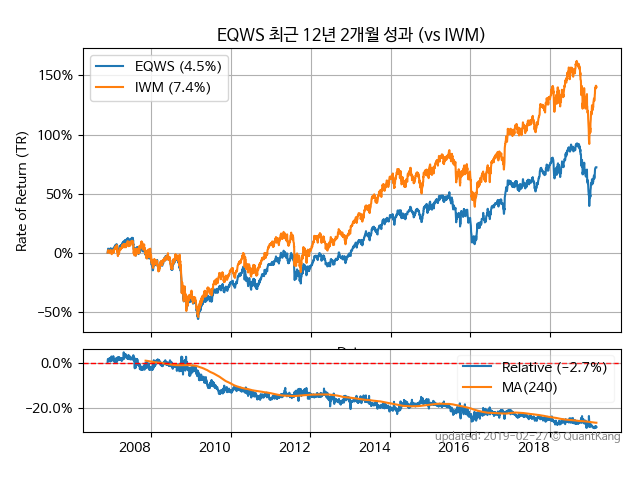 EQWS 최근 12년 2개월 성과 (vs IWM)
Rate of Return (TR)
150%
100%
50%
0%
−50%
EQWS (4.5%)
IWM (7.4%)
0.0%
−20.0%
Relative (−2.7%)
MA(240)
2008 2010 2012 2014 2016 2018
updated: 2019-02-27 © QuantKang